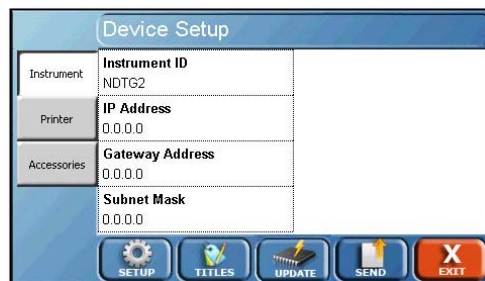 Device Setup
Instrument
Printer
Accessories
Instrument ID
NDTG2
IP Address
0.0.0.0
Gateway Address
0.0.0.0
Subnet Mask
0.0.0.0
SETUP
TITLES
UPDATE
SEND
X
EXIT